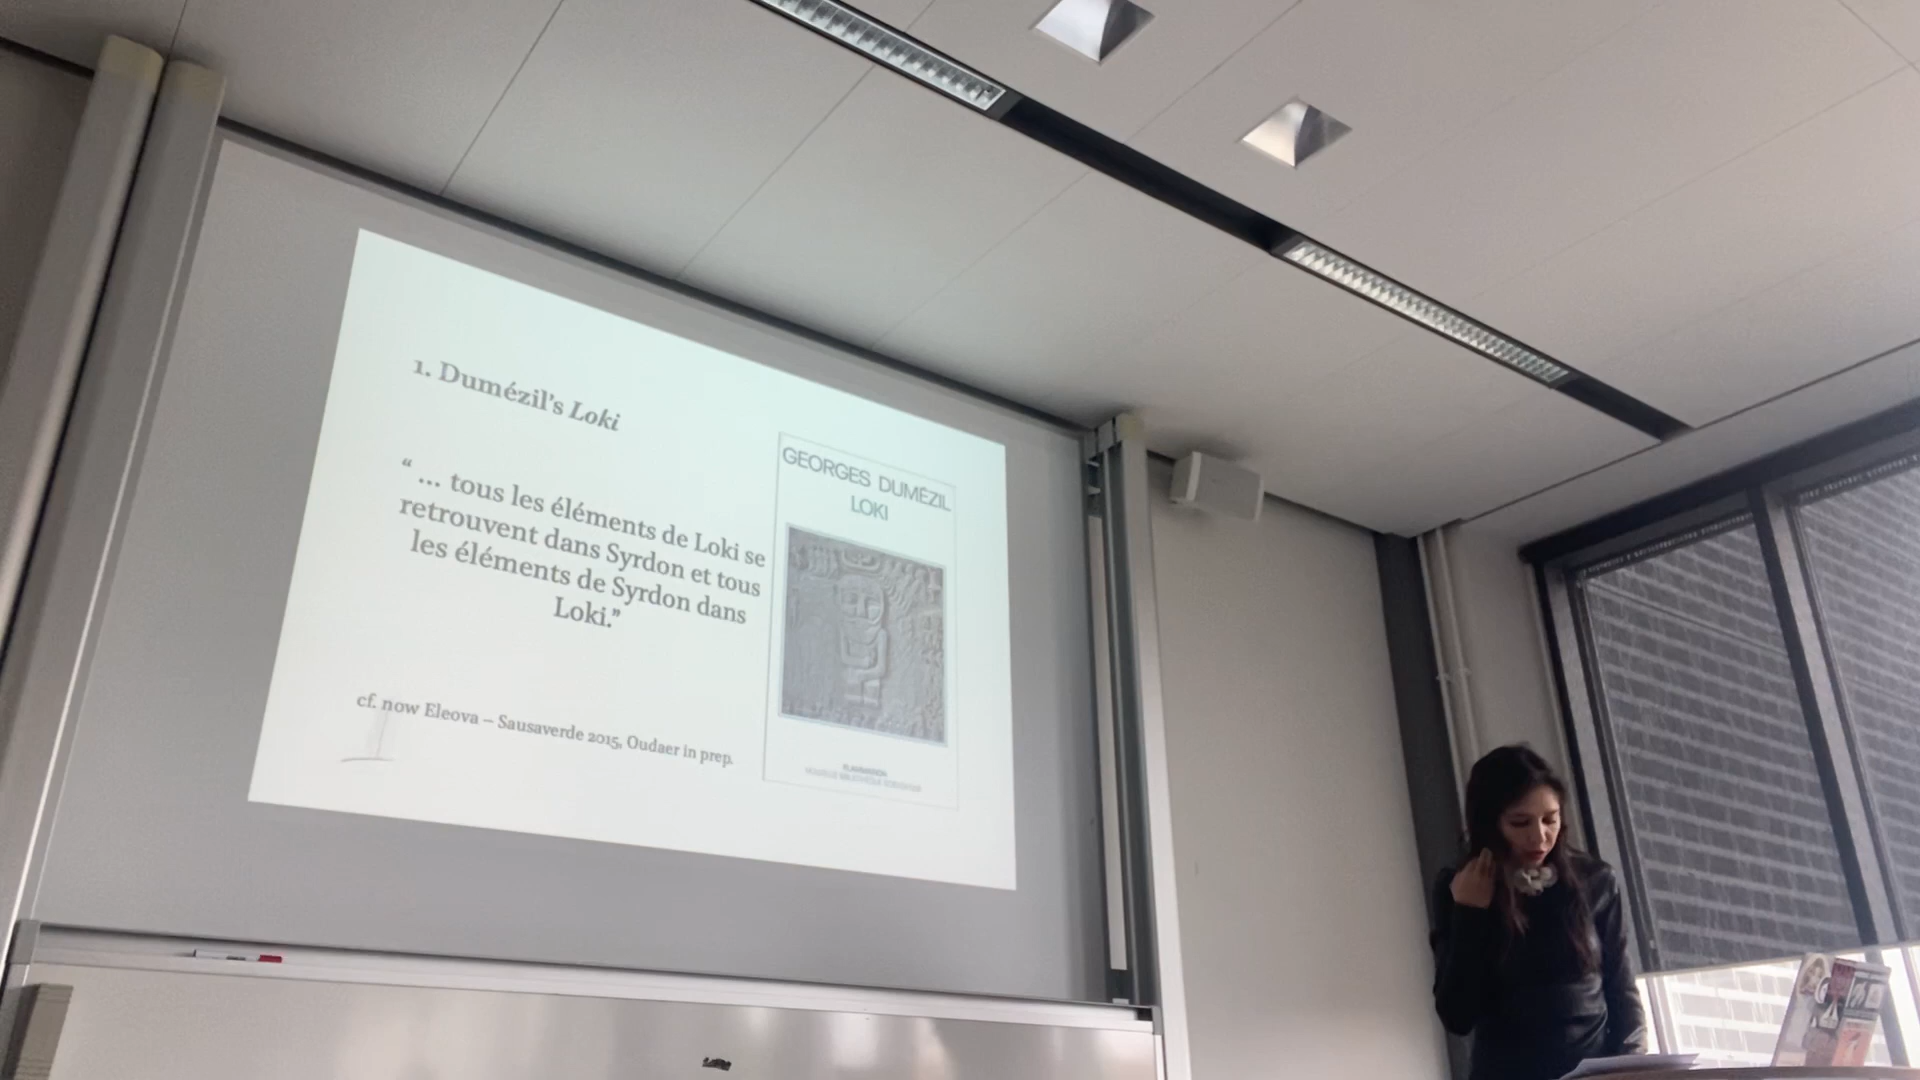 1. Dumézil's Loki
“ ... tous les éléments de Loki se
retrouvent dans Syrdon et tous
les éléments de Syrdon dans
Loki.”
cf. now Eleova – Sausaverde 2015, Oudaer in prep.
GEORGES DUMÉZIL
LOKI
FLAMMARION